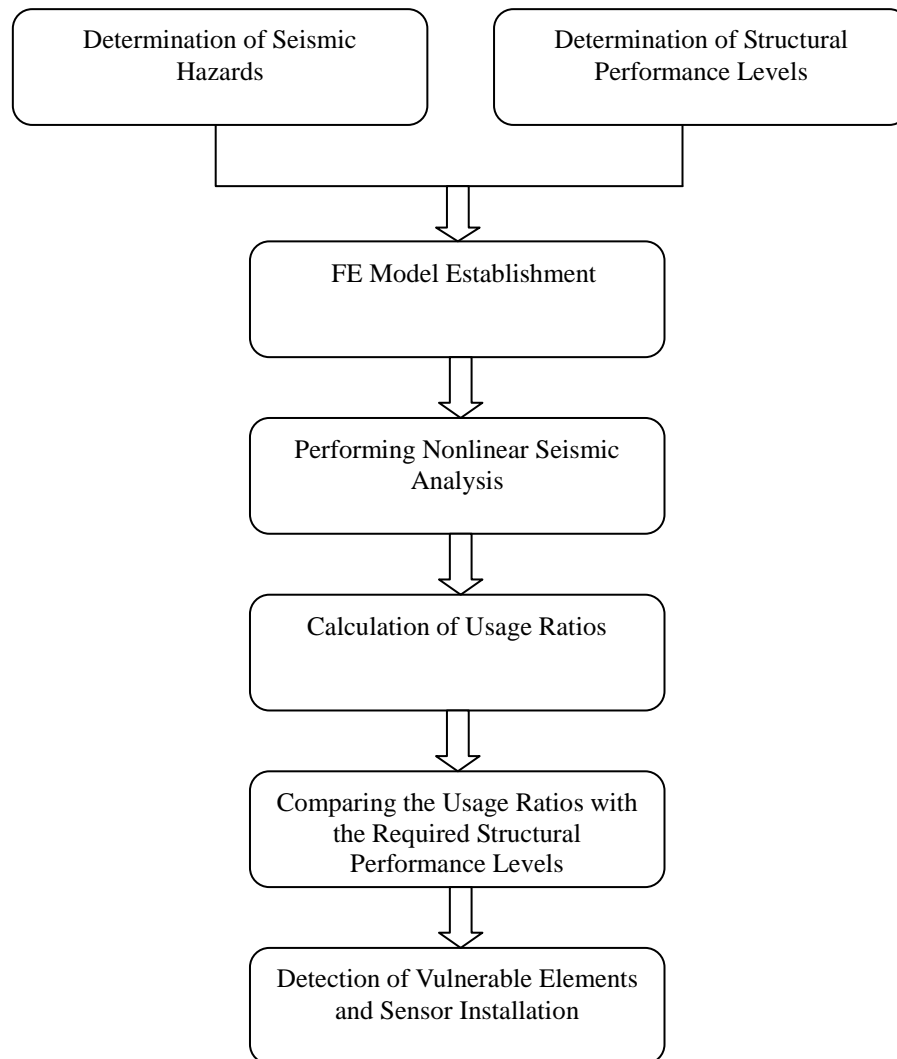 Determination of Seismic
Hazards
Determination of Structural
Performance Levels
FE Model Establishment
Performing Nonlinear Seismic
Analysis
Calculation of Usage Ratios
Comparing the Usage Ratios with
the Required Structural
Performance Levels
Detection of Vulnerable Elements
and Sensor Installation